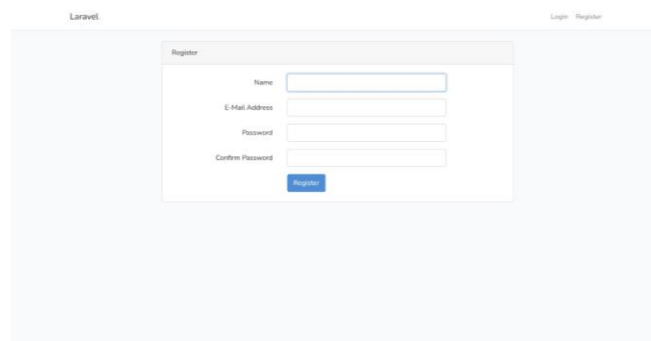 Laravel Login Register
Register
Name
E-Mail Address
Password
Confirm Password
Register